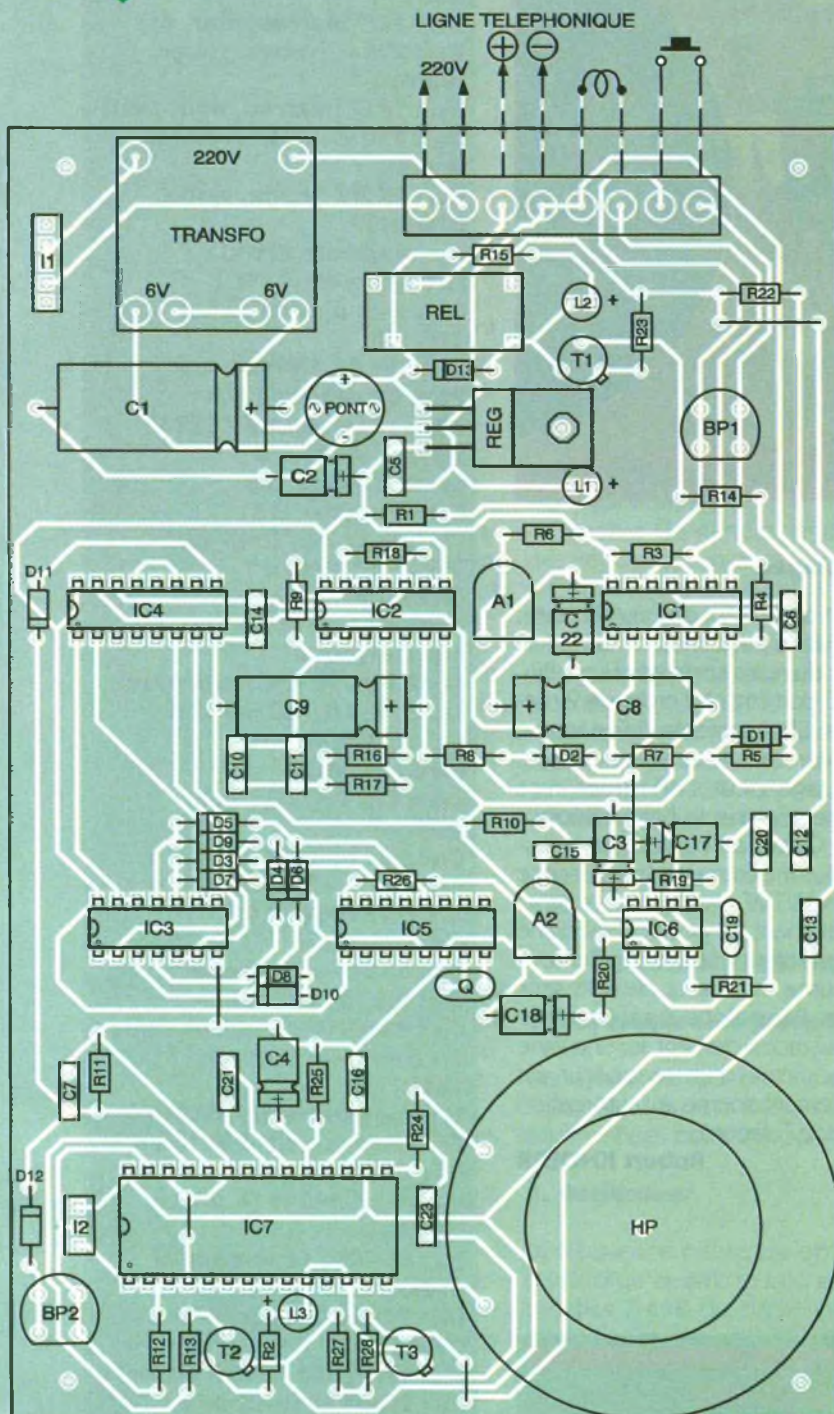 LIGNE TELEPHONIQUE
220V + −
220V
TRANSFO
I1
6V 6V
R15
REL
L2 +
R22
R23
T1
D13
C1 +
+ PONT -
REG
BP1
C2
C5
L1 +
R14
R1
R6
R18
R3
D11
IC4
C14
R9
IC2
A1
C 22
IC1
R4
C6
C9 +
+ C8
D1
C10
C11
R16
R8
D2
R7
R5
R17
D5
D9
D3
D7
D4
D6
R10
C15
C3
C17
C20
C12
R26
R19
IC3
IC5
A2
IC6
C19
C13
D8
D10
Q
R20
R21
C18
C7
R11
C21
C4
R25
C16
R24
D12
I2
IC7
C23
HP
BP2
L3 +
R12
R13
T2
R2
R27
R28
T3